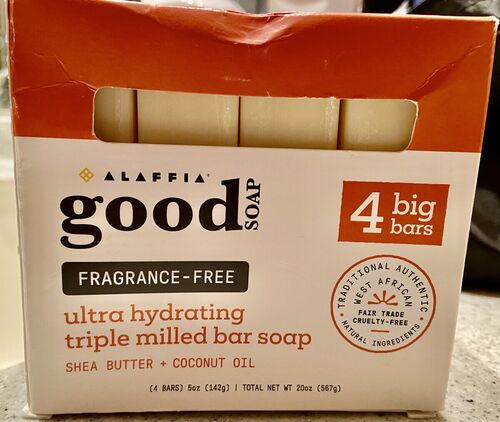 ALAFFIA
good SOAP
4 big
bars
FRAGRANCE-FREE
ultra hydrating
triple milled bar soap
SHEA BUTTER + COCONUT OIL
TRADITIONAL AUTHENTIC
WEST AFRICAN
FAIR TRADE
CRUELTY-FREE
NATURAL INGREDIENTS
(4 BARS) 5oz (142g) | TOTAL NET WT 20oz (567g)